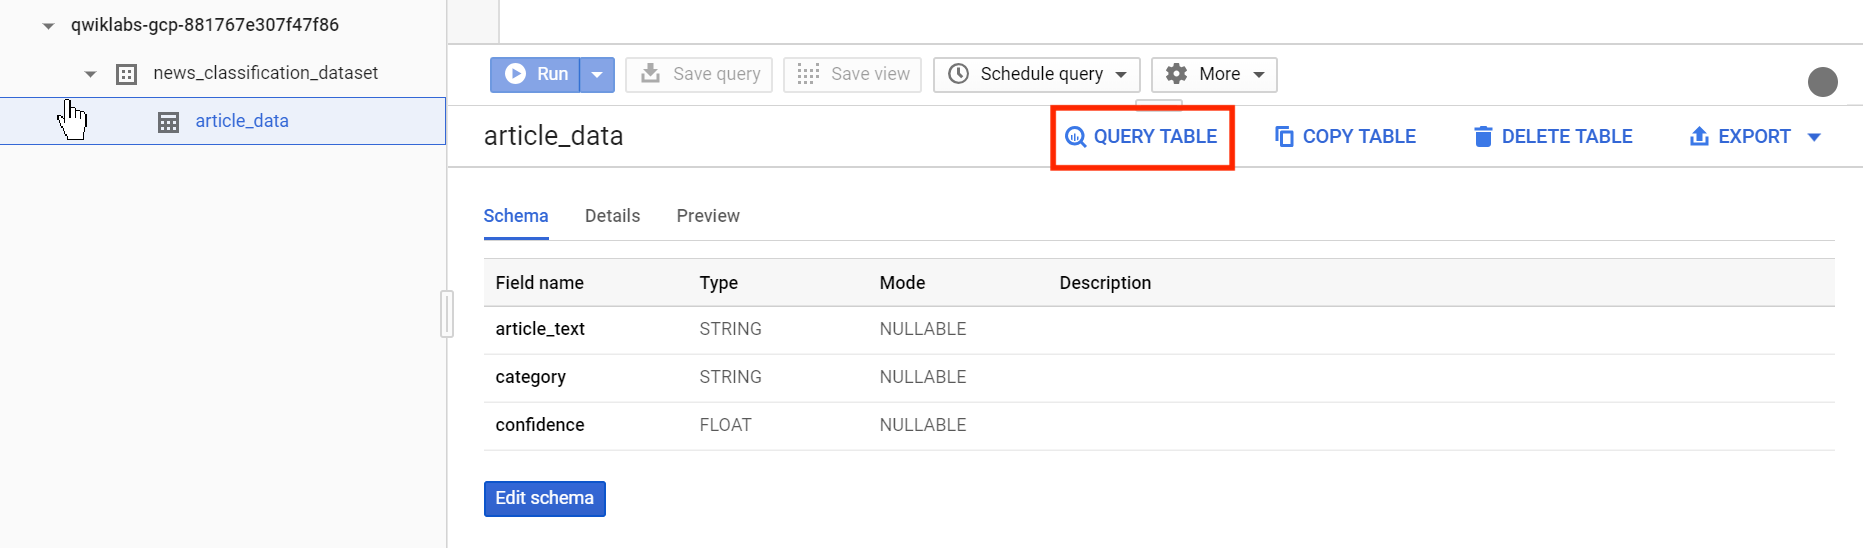 qwiklabs-gcp-881767e307f47f86
news_classification_dataset
article_data
Run Save query Save view Schedule query More
article_data QUERY TABLE COPY TABLE DELETE TABLE EXPORT
Schema Details Preview
Field name Type Mode Description
article_text STRING NULLABLE
category STRING NULLABLE
confidence FLOAT NULLABLE
Edit schema